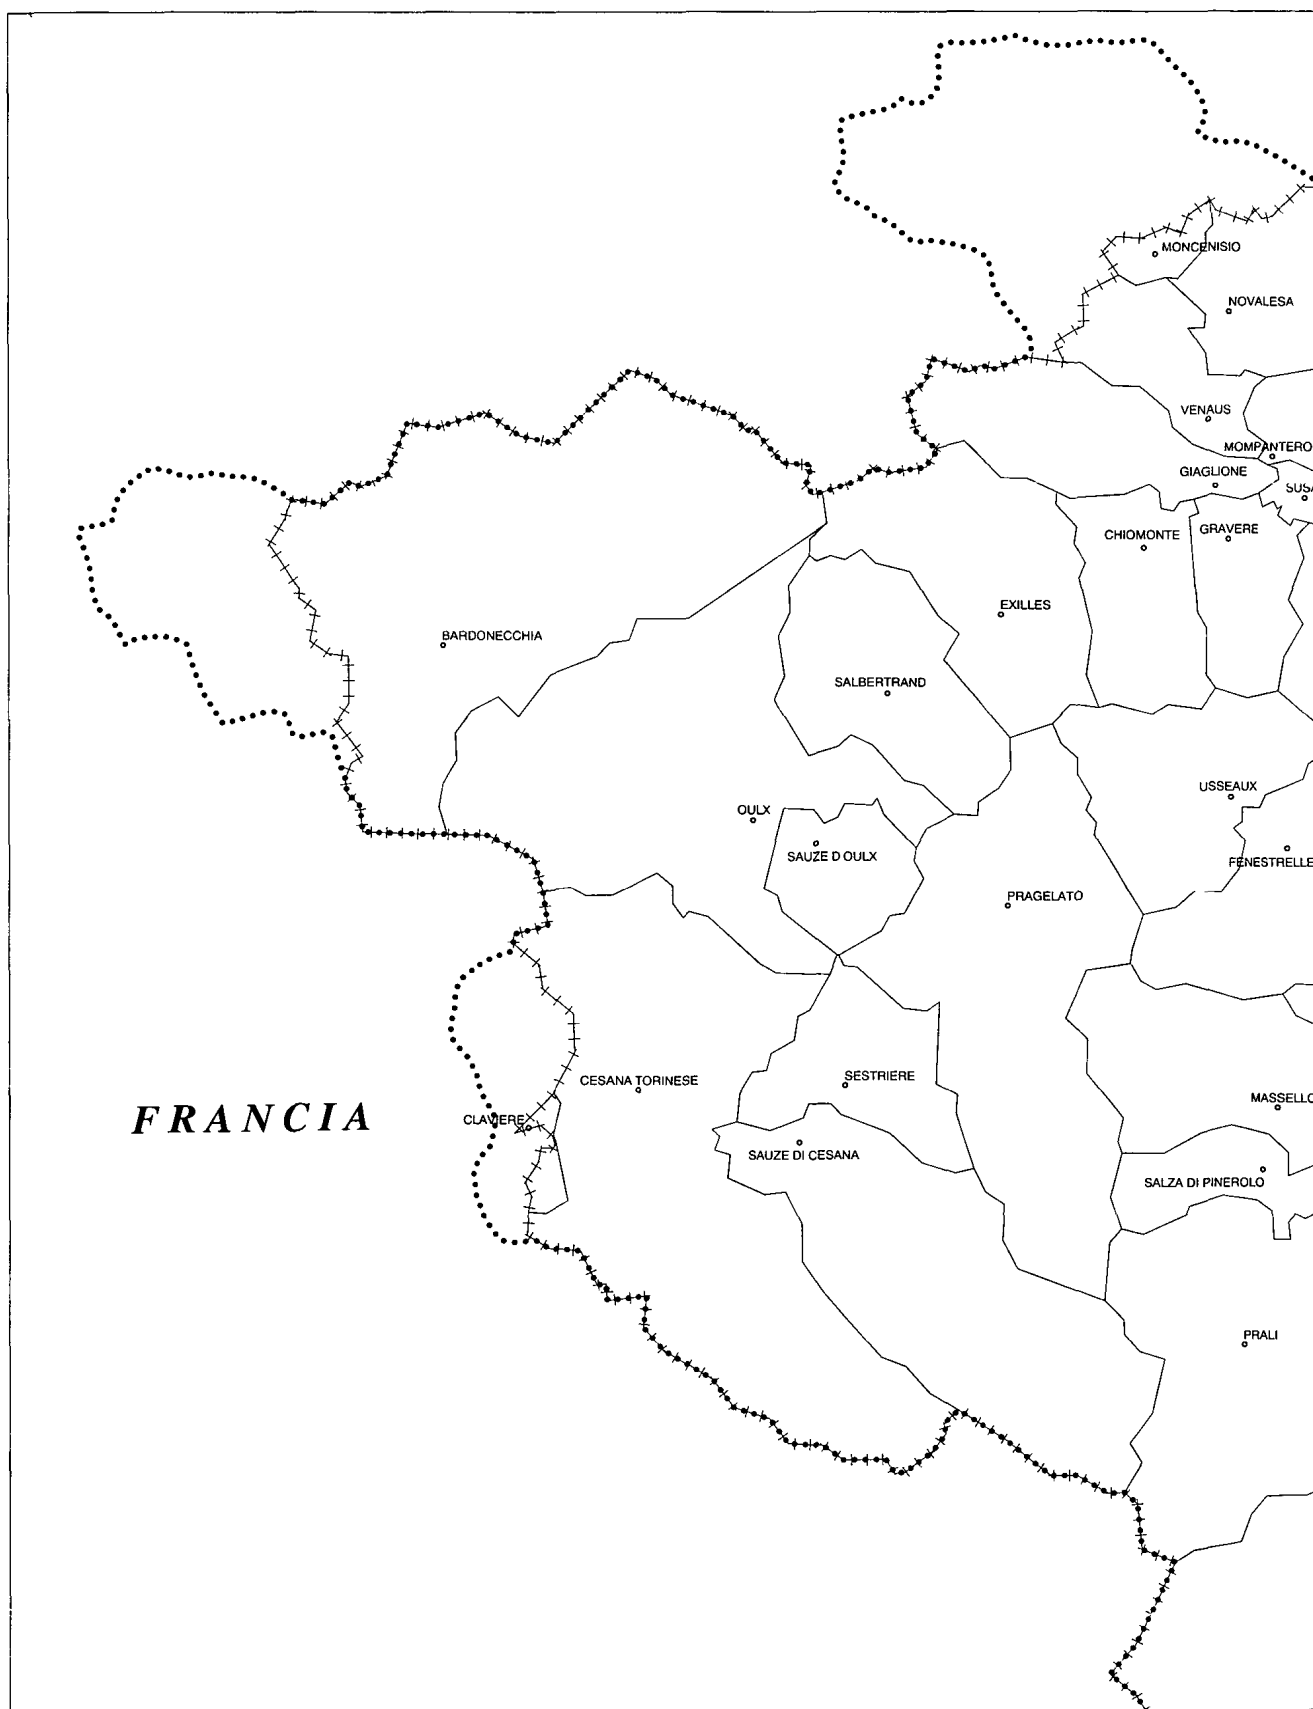 MONCENISIO
NOVALESA
VENAUS
MOMPANTERO
GIAGLIONE
SUSA
CHIOMONTE
GRAVERE
EXILLES
BARDONECCHIA
SALBERTRAND
USSEAUX
OULX
SAUZE D OULX
FENESTRELLE
PRAGELATO
CESANA TORINESE
SESTRIERE
MASSELLO
FRANCIA
CLAVIERE
SAUZE DI CESANA
SALZA DI PINEROLO
PRALI